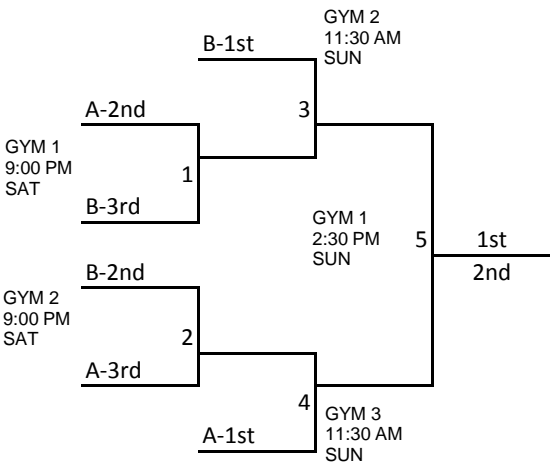 GYM 2
11:30 AM
SUN
B-1st
A-2nd
3
GYM 1
9:00 PM
SAT
1
B-3rd
GYM 1
2:30 PM
SUN
5
1st
2nd
B-2nd
GYM 2
9:00 PM
SAT
2
A-3rd
4
GYM 3
11:30 AM
SUN
A-1st